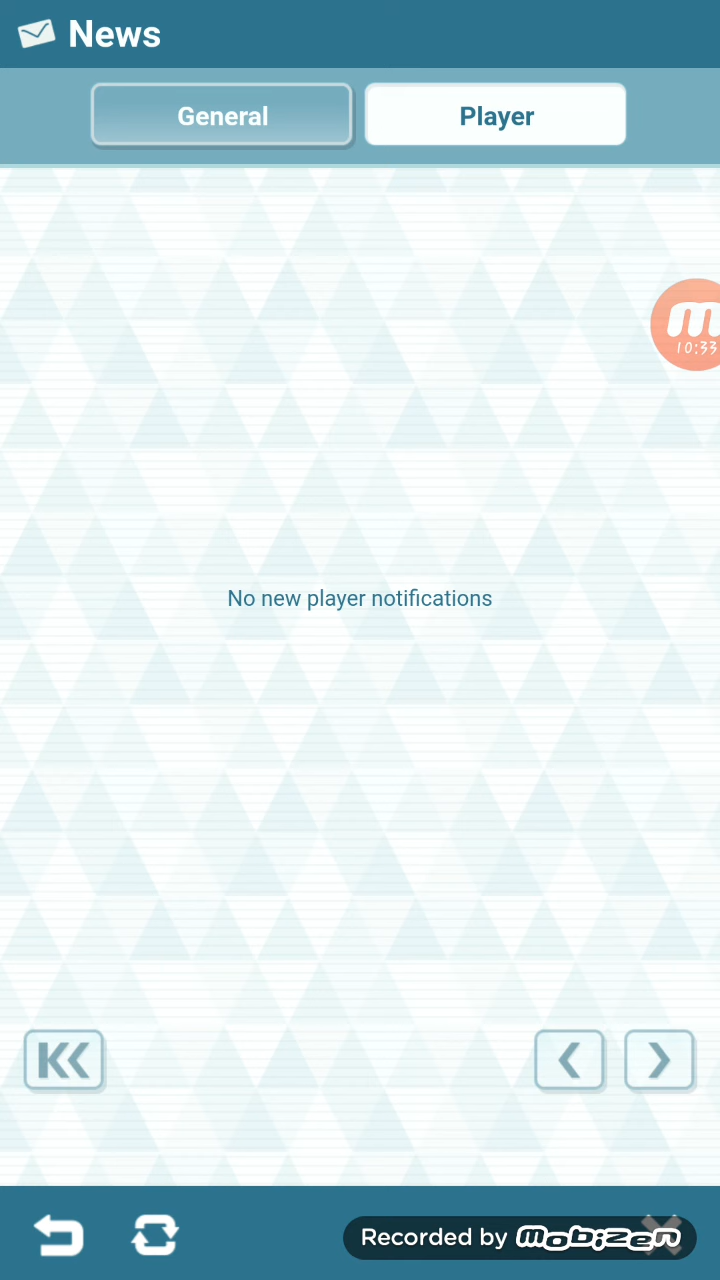 News
General Player
10:33
No new player notifications
Recorded by mobizen